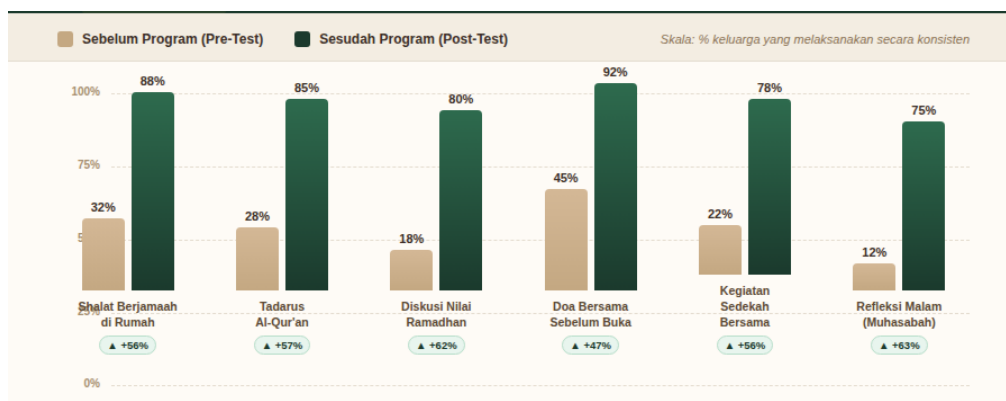 Sebelum Program (Pre-Test)
Sesudah Program (Post-Test)
Skala: % keluarga yang melaksanakan secara konsisten
100%
75%
25%
0%
32%
88%
28%
85%
18%
80%
45%
92%
22%
78%
12%
75%
Shalat Berjamaah
di Rumah
▲ +56%
Tadarus
Al-Qur'an
▲ +57%
Diskusi Nilai
Ramadhan
▲ +62%
Doa Bersama
Sebelum Buka
▲ +47%
Kegiatan
Sedekah
Bersama
▲ +56%
Refleksi Malam
(Muhasabah)
▲ +63%